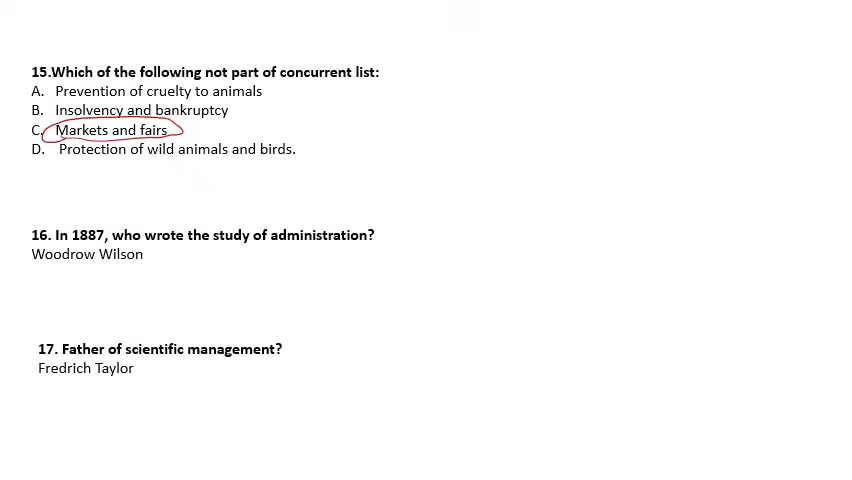 15.Which of the following not part of concurrent list:
A. Prevention of cruelty to animals
B. Insolvency and bankruptcy
C. Markets and fairs
D. Protection of wild animals and birds.
16. In 1887, who wrote the study of administration?
Woodrow Wilson
17. Father of scientific management?
Fredrich Taylor